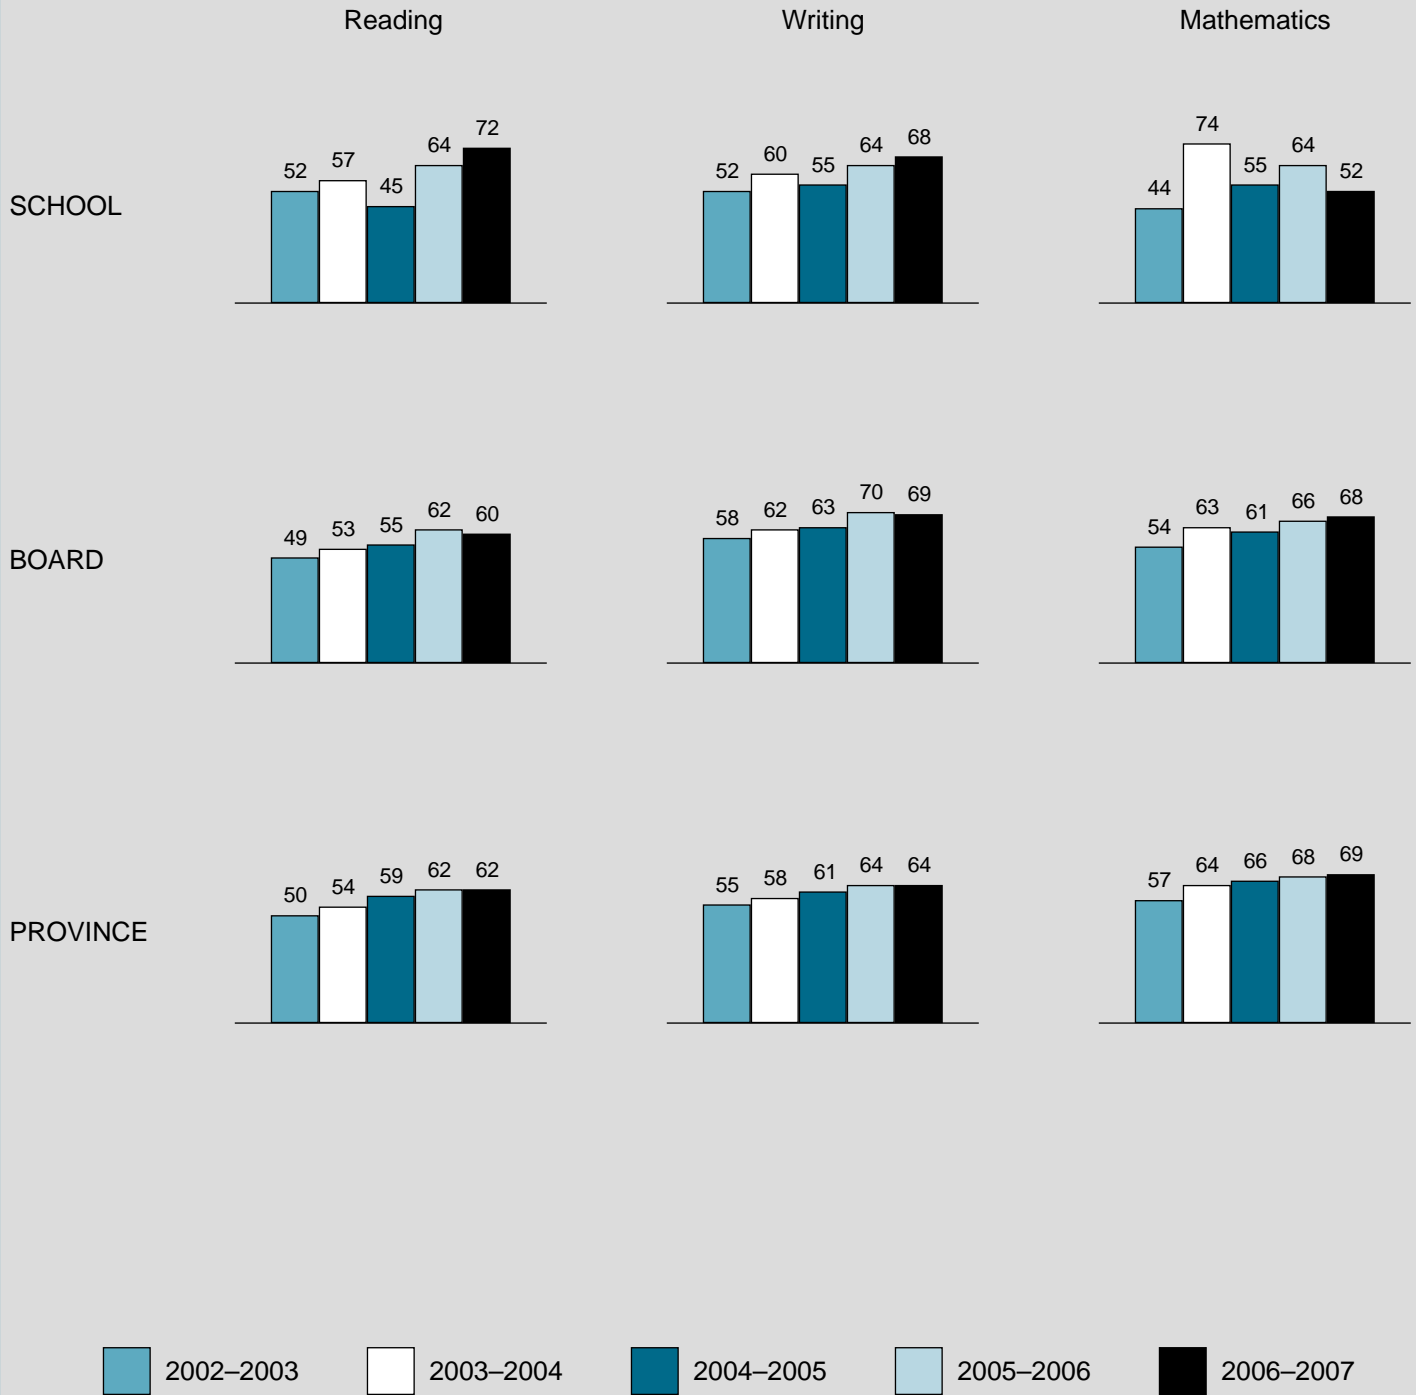 Reading Writing Mathematics
SCHOOL
52 57 45 64 72
52 60 55 64 68
44 74 55 64 52
BOARD
49 53 55 62 60
58 62 63 70 69
54 63 61 66 68
PROVINCE
50 54 59 62 62
55 58 61 64 64
57 64 66 68 69
2002–2003 2003–2004 2004–2005 2005–2006 2006–2007